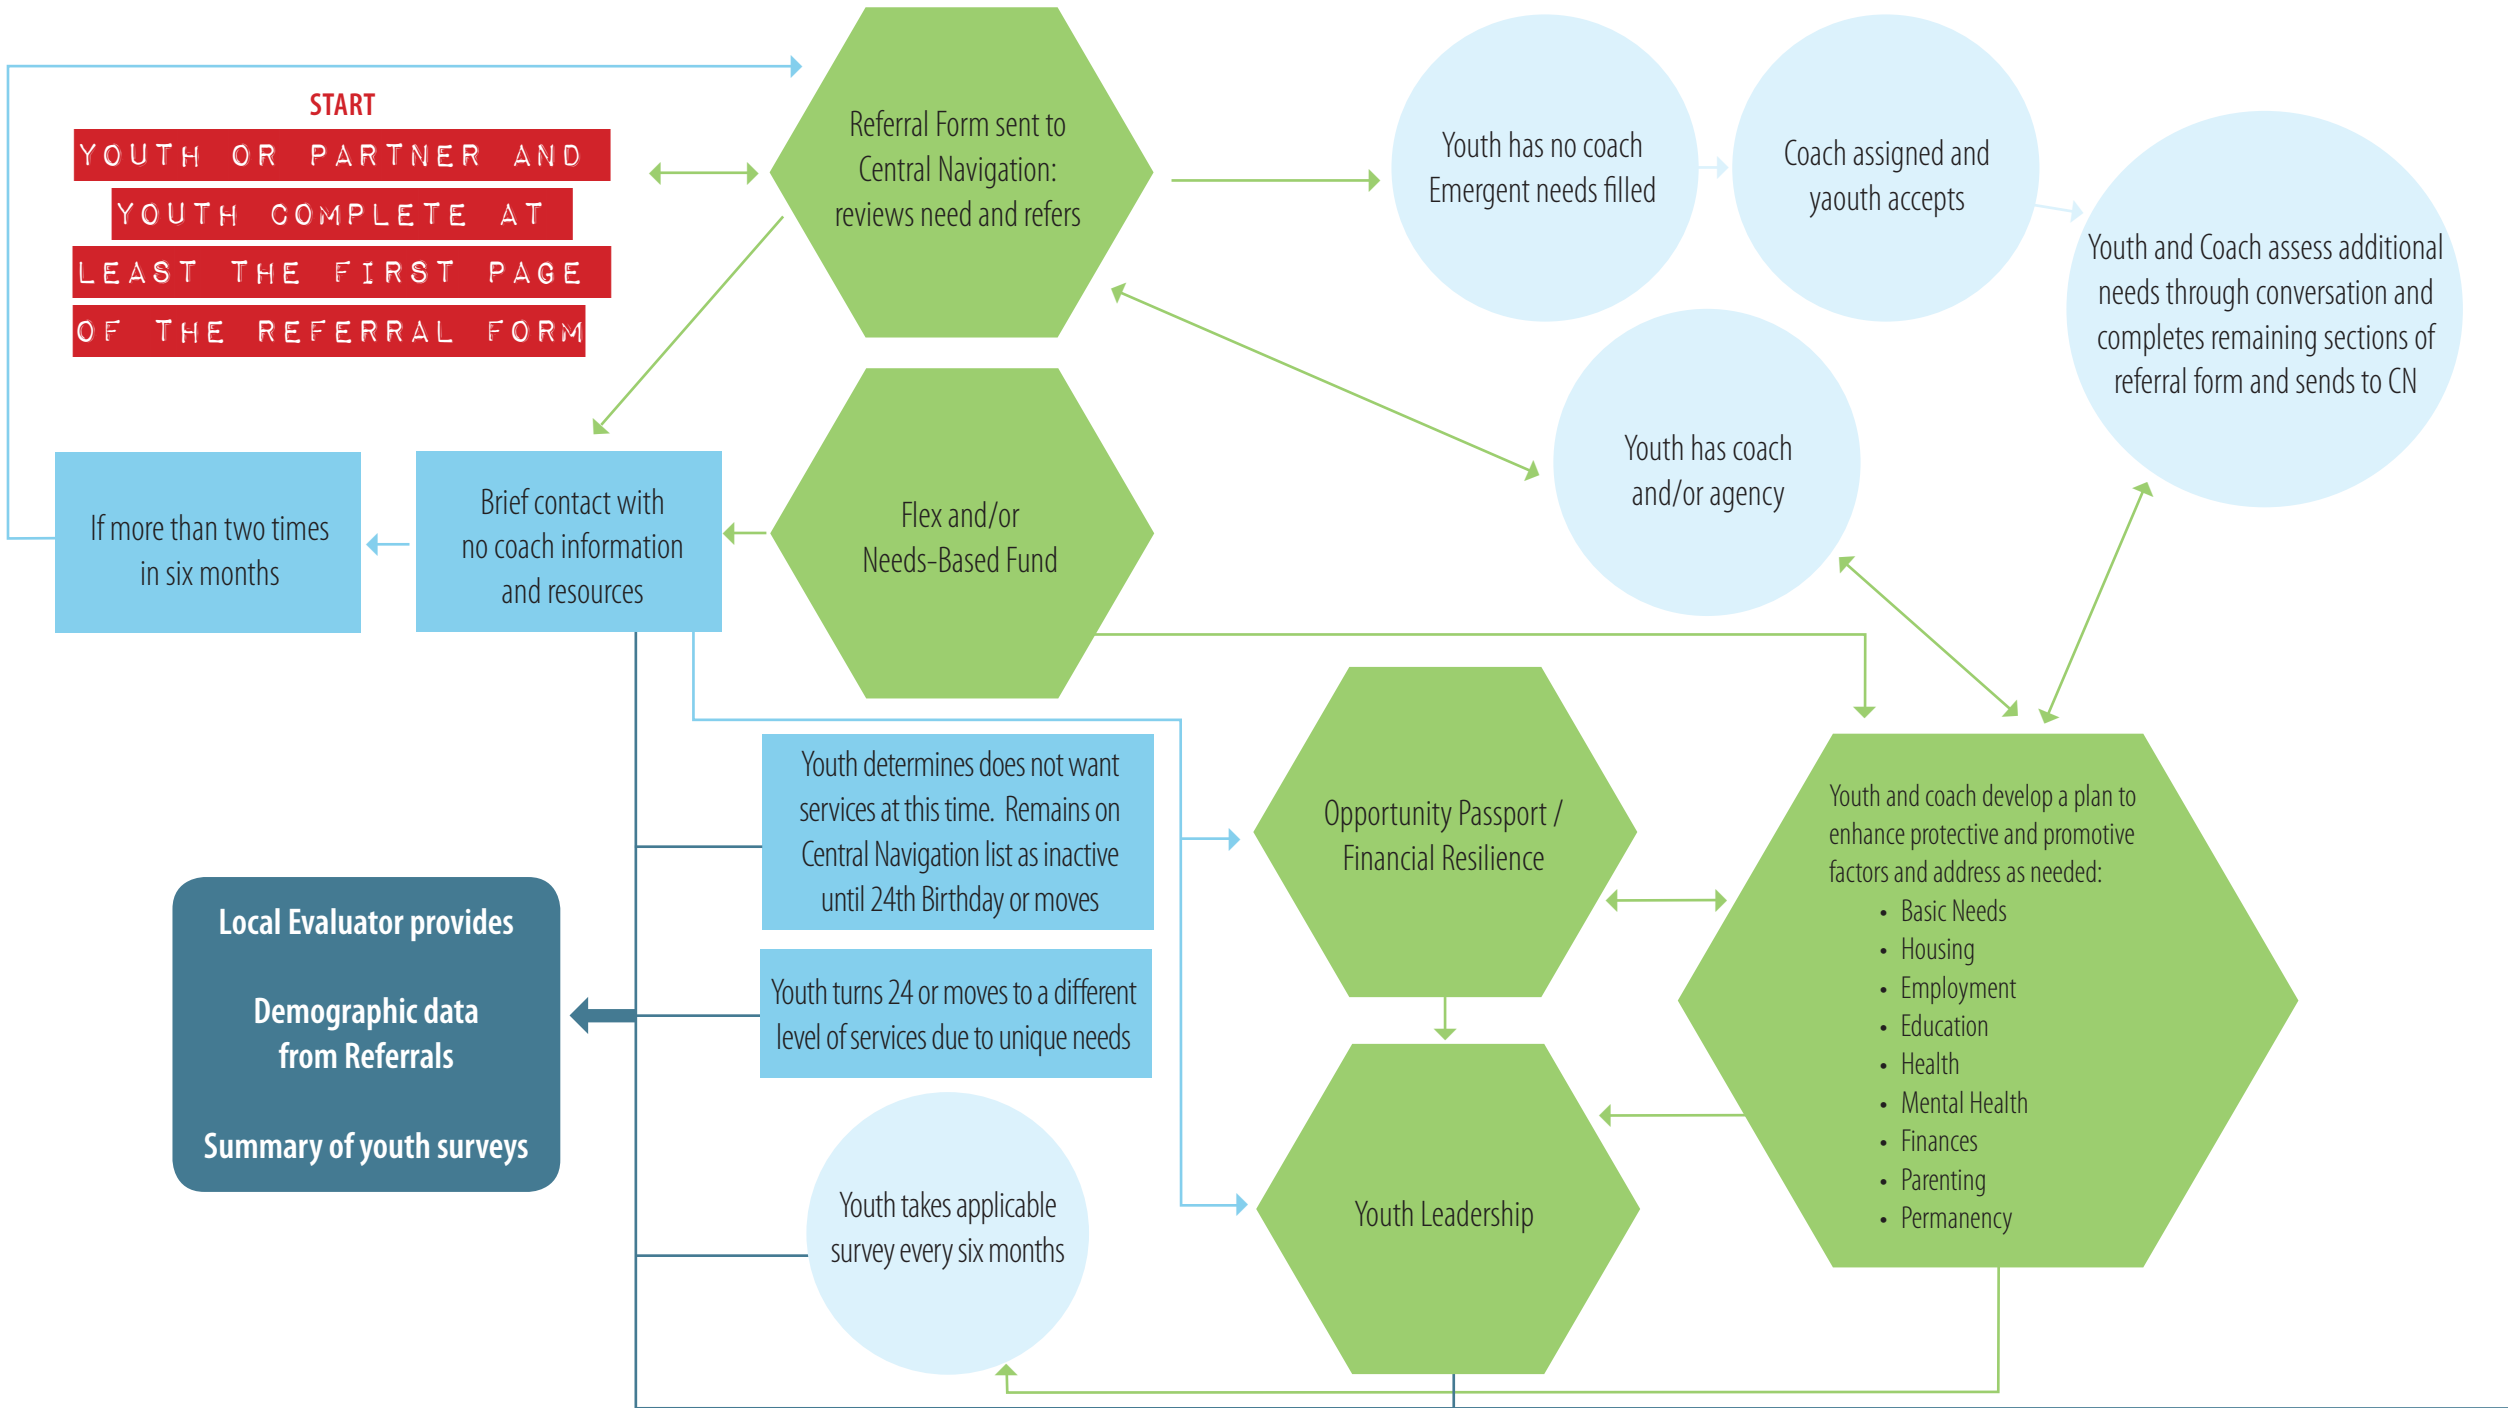 START
YOUTH OR PARTNER AND
YOUTH COMPLETE AT
LEAST THE FIRST PAGE
OF THE REFERRAL FORM
Referral Form sent to
Central Navigation:
reviews need and refers
Youth has no coach
Emergent needs filled
Coach assigned and
yaouth accepts
Youth and Coach assess additional
needs through conversation and
completes remaining sections of
referral form and sends to CN
Youth has coach
and/or agency
If more than two times
in six months
Brief contact with
no coach information
and resources
Flex and/or
Needs-Based Fund
Youth determines does not want
services at this time. Remains on
Central Navigation list as inactive
until 24th Birthday or moves
Youth turns 24 or moves to a different
level of services due to unique needs
Opportunity Passport /
Financial Resilience
Youth and coach develop a plan to
enhance protective and promotive
factors and address as needed:
• Basic Needs
• Housing
• Employment
• Education
• Health
• Mental Health
• Finances
• Parenting
• Permanency
Local Evaluator provides
Demographic data
from Referrals
Summary of youth surveys
Youth takes applicable
survey every six months
Youth Leadership